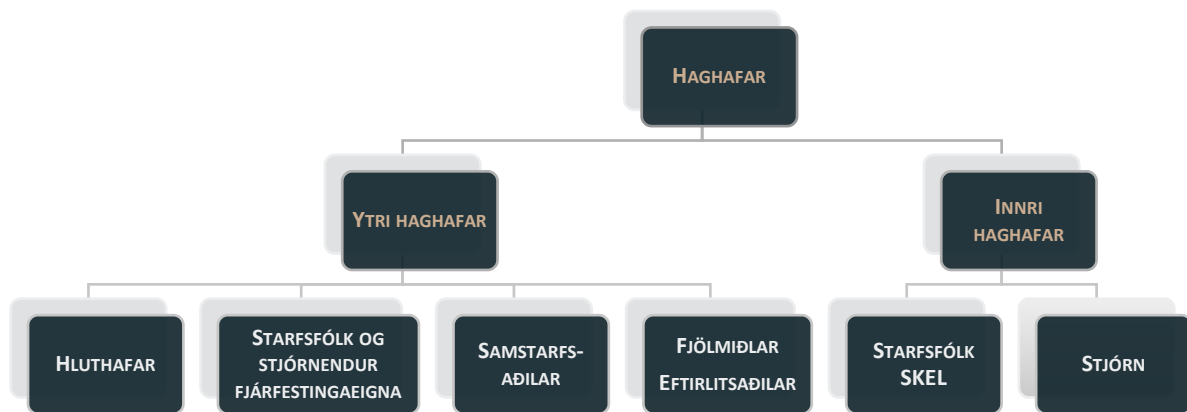 HAGHAFAR
YTRI HAGHAFAR
INNRI
HAGHAFAR
HLUTHAFAR
STARFSFÓLK OG
STJÓRNENDUR
FJÁRFESTINGAEIGNA
SAMSTARFS-
AÐILAR
FJÖLMIÐLAR
EFTIRLITSAÐILAR
STARFSFÓLK
SKEL
STJÓRN